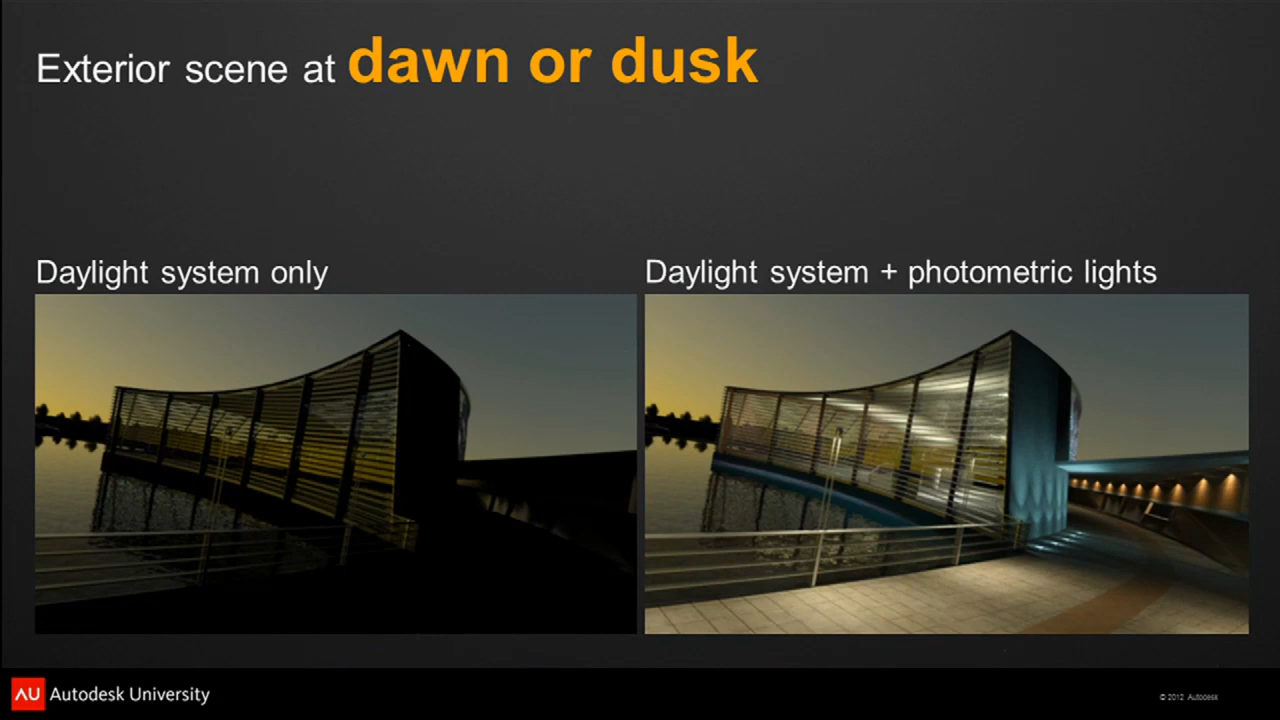 Exterior scene at dawn or dusk
Daylight system only
Daylight system + photometric lights
AU Autodesk University
© 2012 Autodesk